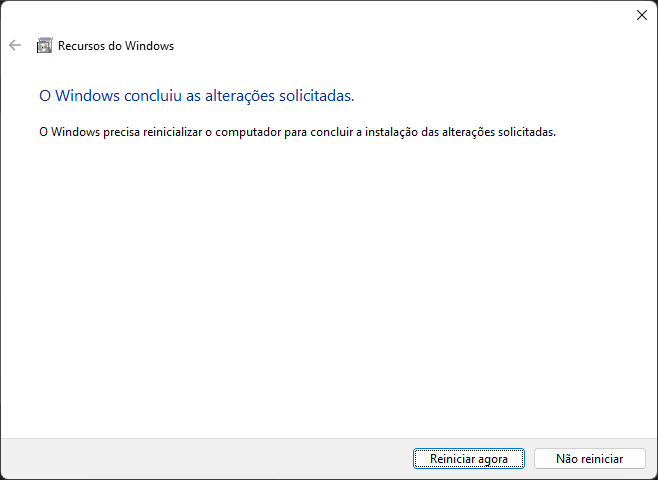 Recursos do Windows
O Windows concluiu as alterações solicitadas.
O Windows precisa reinicializar o computador para concluir a instalação das alterações solicitadas.
Reiniciar agora
Não reiniciar